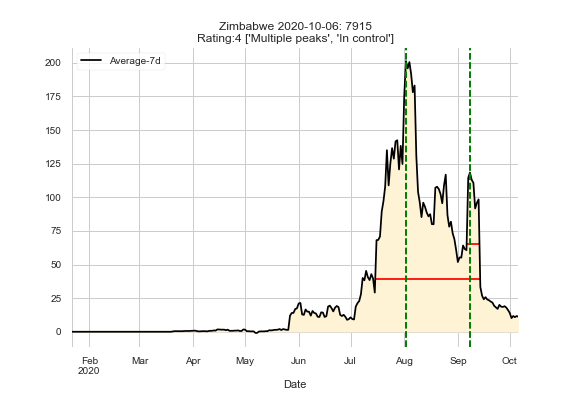 Zimbabwe 2020-10-06: 7915
Rating:4 ['Multiple peaks', 'In control']
Average-7d
200
175
150
125
100
75
50
25
0
Feb Mar Apr May Jun Jul Aug Sep Oct
2020
Date